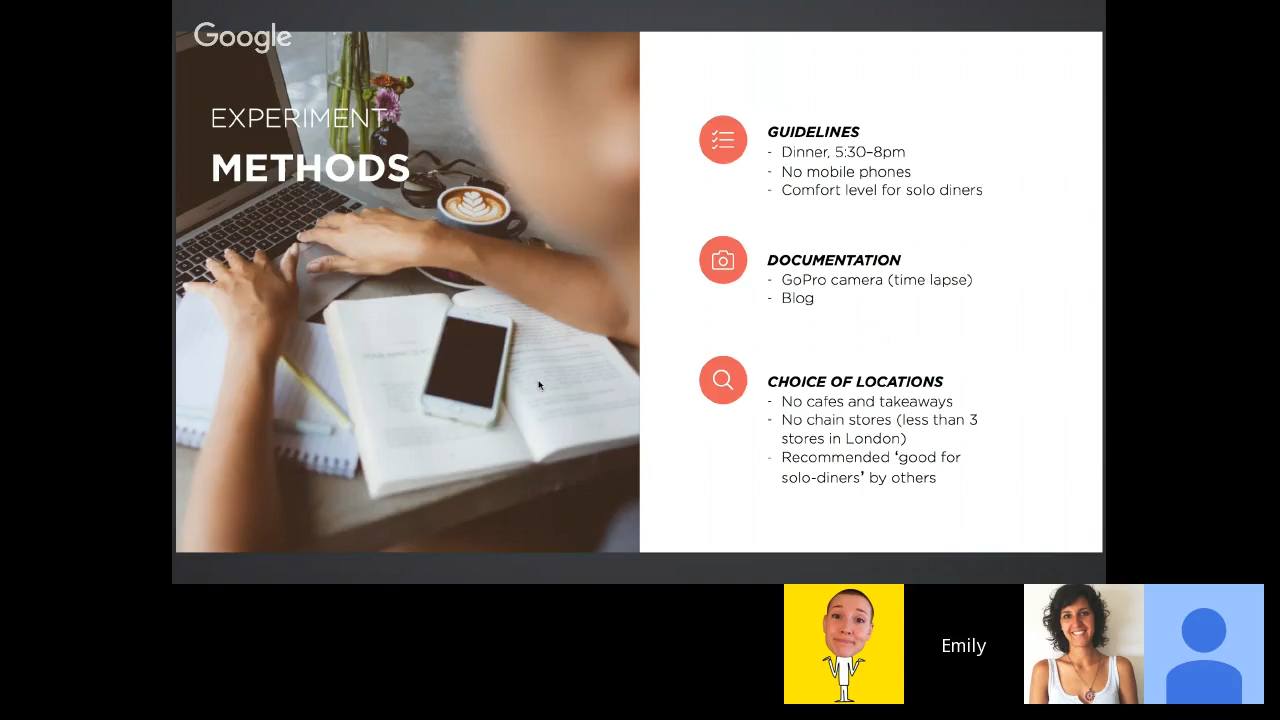 Google
EXPERIMENT
METHODS
GUIDELINES
- Dinner, 5:30–8pm
- No mobile phones
- Comfort level for solo diners
DOCUMENTATION
- GoPro camera (time lapse)
- Blog
CHOICE OF LOCATIONS
- No cafes and takeaways
- No chain stores (less than 3
stores in London)
- Recommended ‘good for
solo-diners’ by others
Emily